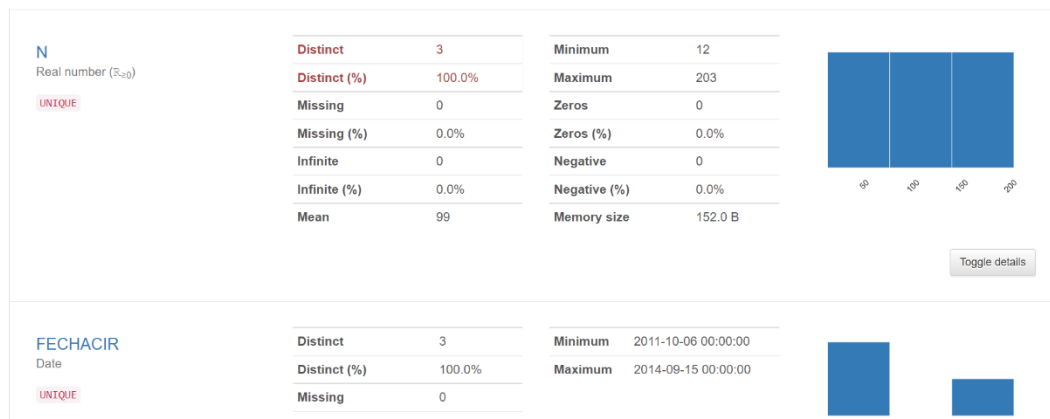 N
Real number (ℝ≥0)
UNIQUE
Distinct 3
Distinct (%) 100.0%
Missing 0
Missing (%) 0.0%
Infinite 0
Infinite (%) 0.0%
Mean 99
Minimum 12
Maximum 203
Zeros 0
Zeros (%) 0.0%
Negative 0
Negative (%) 0.0%
Memory size 152.0 B
50 100 150 200
Toggle details
FECHACIR
Date
UNIQUE
Distinct 3
Distinct (%) 100.0%
Missing 0
Minimum 2011-10-06 00:00:00
Maximum 2014-09-15 00:00:00